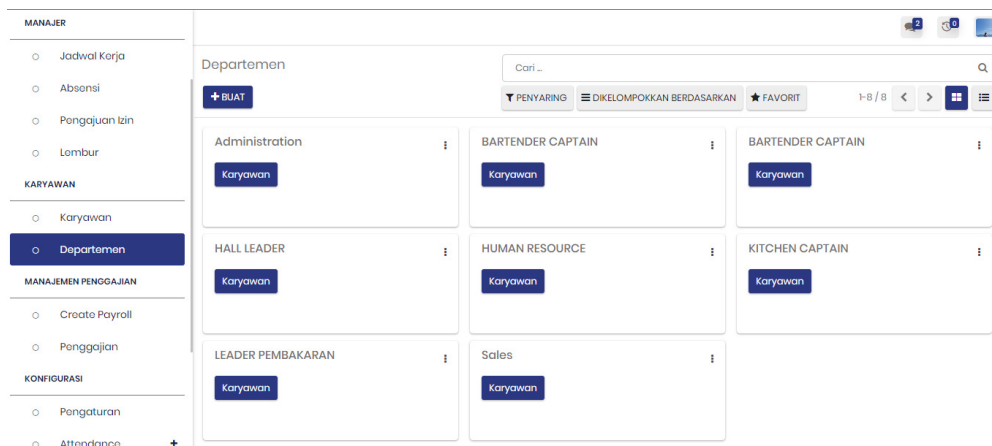 MANAJER
Jadwal Kerja
Absensi
Pengajuan Izin
Lembur
KARYAWAN
Karyawan
Departemen
MANAJEMEN PENGGAJIAN
Create Payroll
Penggajian
KONFIGURASI
Pengaturan
Attendance +
2 0
Departemen
Cari ...
+ BUAT
PENYARING DIKELOMPOKKAN BERDASARKAN FAVORIT 1-8 / 8
Administration
Karyawan
BARTENDER CAPTAIN
Karyawan
BARTENDER CAPTAIN
Karyawan
HALL LEADER
Karyawan
HUMAN RESOURCE
Karyawan
KITCHEN CAPTAIN
Karyawan
LEADER PEMBAKARAN
Karyawan
Sales
Karyawan